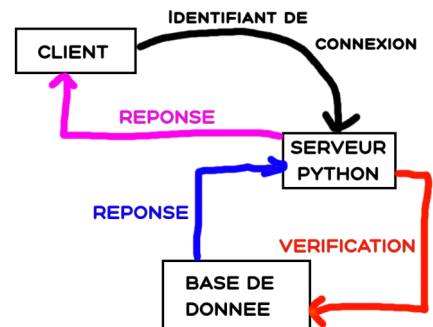 IDENTIFIANT DE
CONNEXION
CLIENT
REPONSE
SERVEUR
PYTHON
REPONSE
VERIFICATION
BASE DE
DONNEE